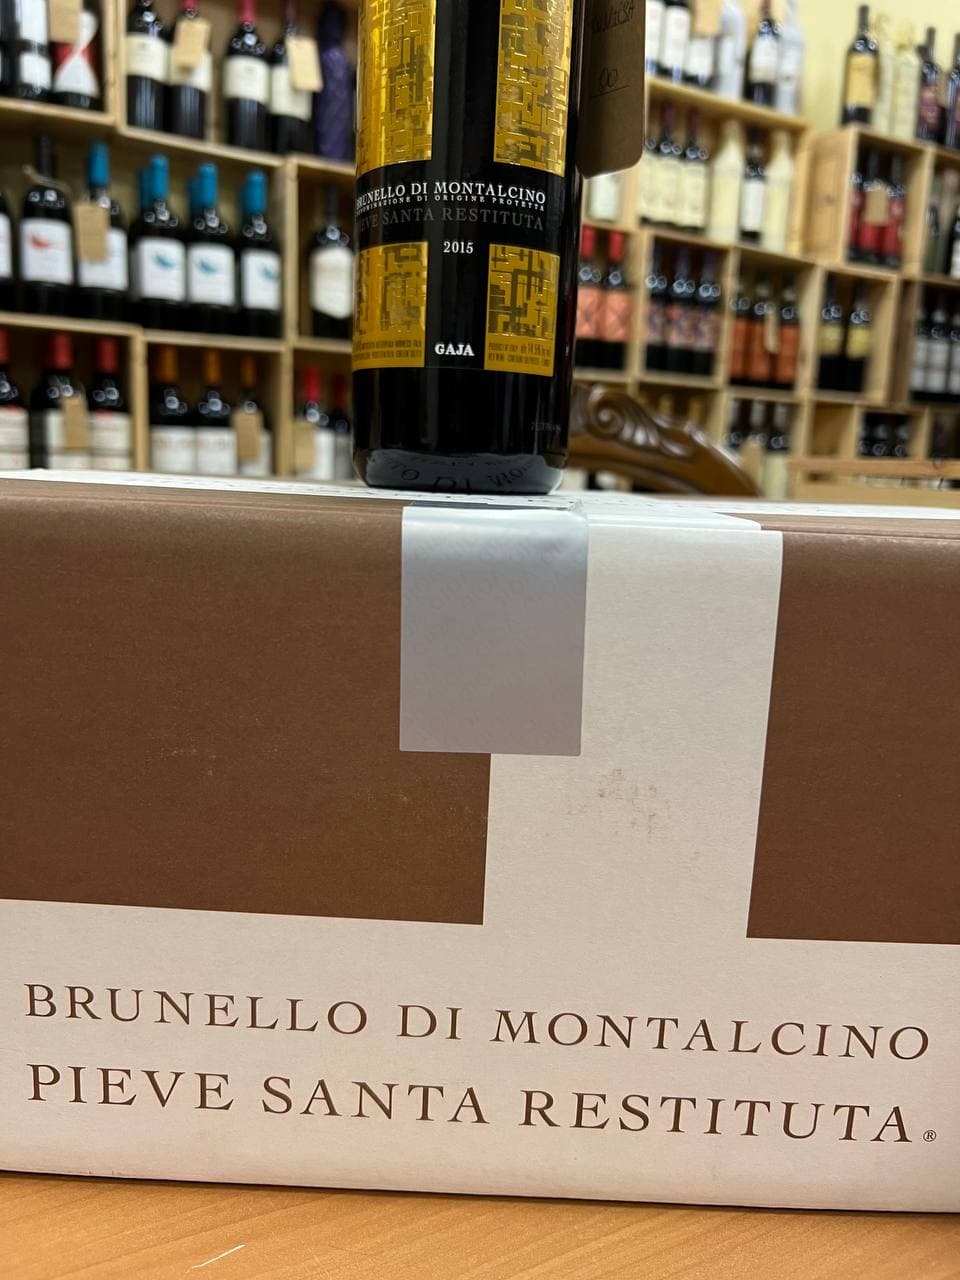 BRUNELLO DI MONTALCINO
DENOMINAZIONE DI ORIGINE PROTETTA
PIEVE SANTA RESTITUTA
2015
GAJA
BRUNELLO DI MONTALCINO
PIEVE SANTA RESTITUTA®